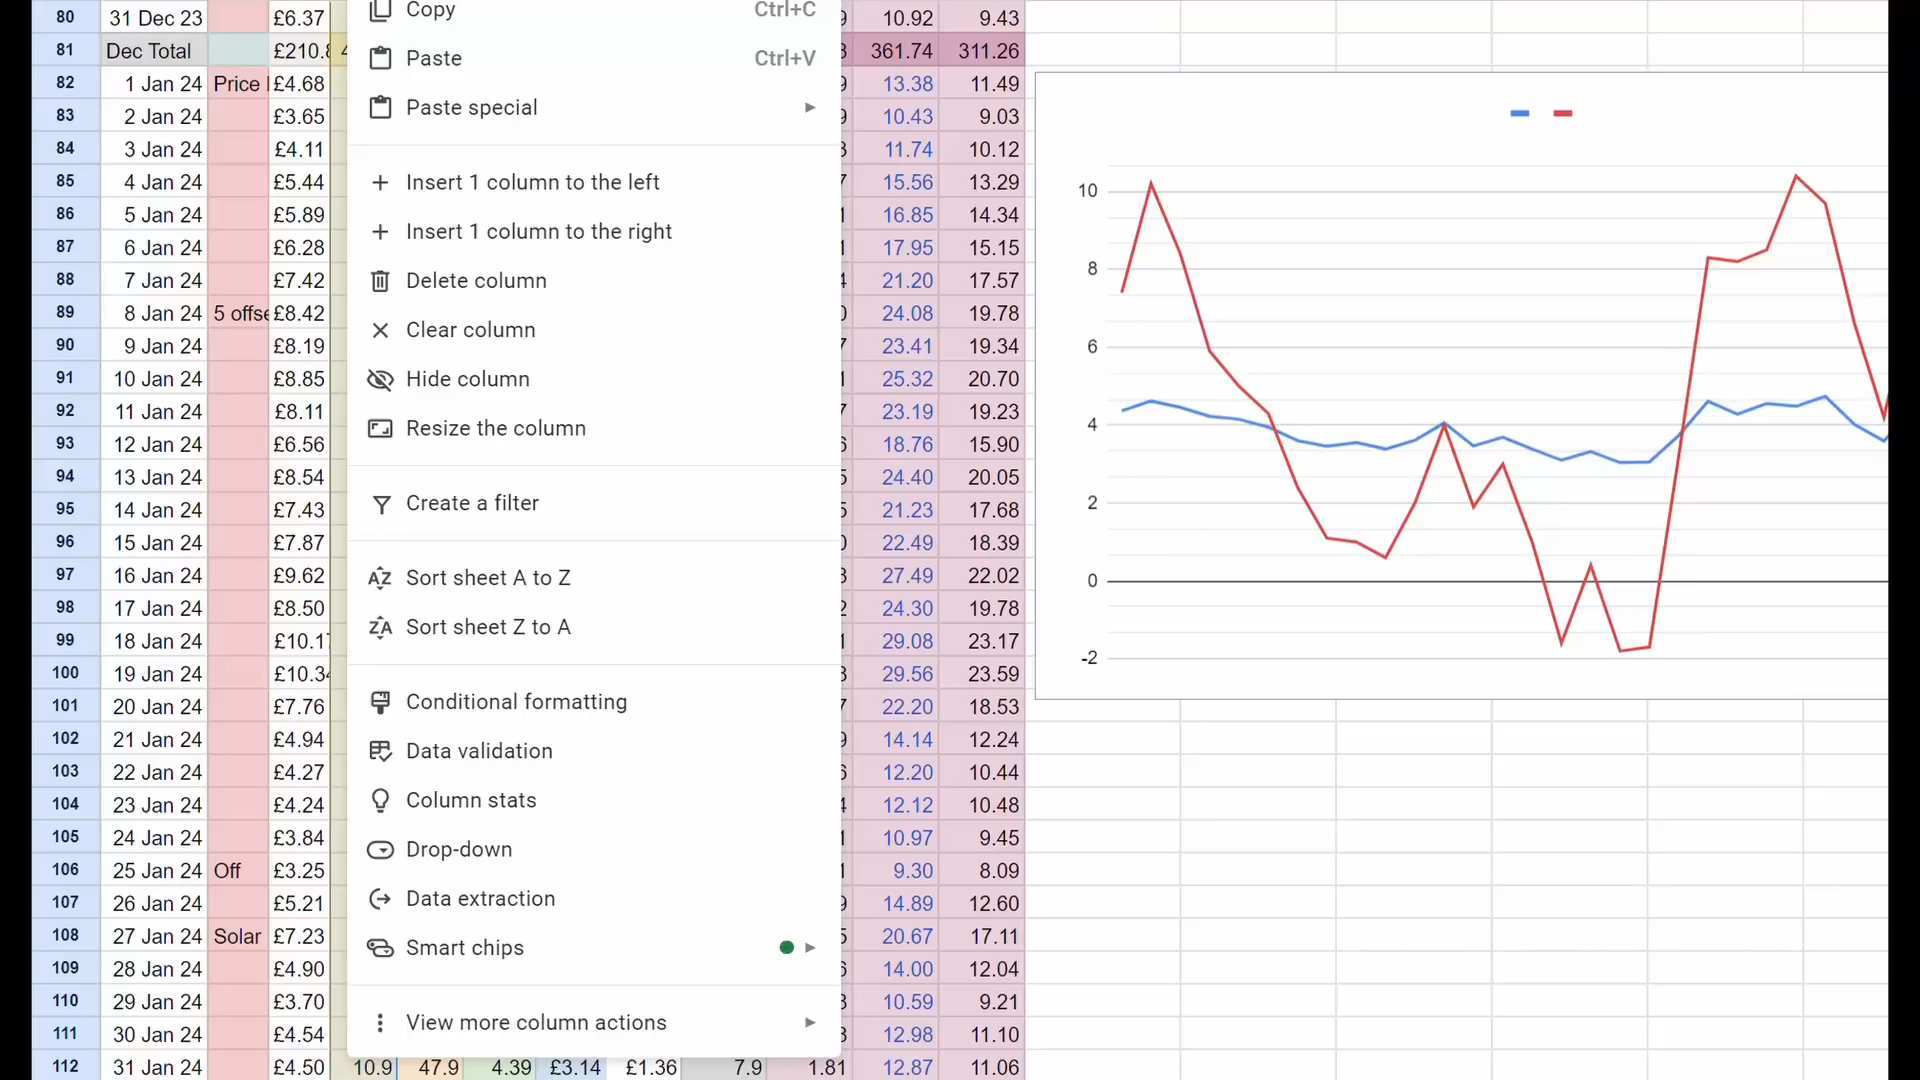 80 31 Dec 23 £6.37 Copy Ctrl+C 10.92 9.43
81 Dec Total £210.8 361.74 311.26
Paste Ctrl+V
82 1 Jan 24 Price £4.68 13.38 11.49
Paste special
83 2 Jan 24 £3.65 10.43 9.03
84 3 Jan 24 £4.11 11.74 10.12
85 4 Jan 24 £5.44 Insert 1 column to the left 15.56 13.29
86 5 Jan 24 £5.89 16.85 14.34
Insert 1 column to the right
87 6 Jan 24 £6.28 17.95 15.15
88 7 Jan 24 £7.42 Delete column 21.20 17.57
89 8 Jan 24 5 offse £8.42 24.08 19.78
Clear column
90 9 Jan 24 £8.19 23.41 19.34
91 10 Jan 24 £8.85 Hide column 25.32 20.70
92 11 Jan 24 £8.11 23.19 19.23
Resize the column
93 12 Jan 24 £6.56 18.76 15.90
94 13 Jan 24 £8.54 24.40 20.05
95 14 Jan 24 £7.43 Create a filter 21.23 17.68
96 15 Jan 24 £7.87 22.49 18.39
97 16 Jan 24 £9.62 Sort sheet A to Z 27.49 22.02
98 17 Jan 24 £8.50 24.30 19.78
Sort sheet Z to A
99 18 Jan 24 £10.17 29.08 23.17
100 19 Jan 24 £10.34 29.56 23.59
101 20 Jan 24 £7.76 Conditional formatting 22.20 18.53
102 21 Jan 24 £4.94 Data validation 14.14 12.24
103 22 Jan 24 £4.27 12.20 10.44
104 23 Jan 24 £4.24 Column stats 12.12 10.48
105 24 Jan 24 £3.84 Drop-down 10.97 9.45
106 25 Jan 24 Off £3.25 9.30 8.09
107 26 Jan 24 £5.21 Data extraction 14.89 12.60
108 27 Jan 24 Solar £7.23 Smart chips 20.67 17.11
109 28 Jan 24 £4.90 14.00 12.04
110 29 Jan 24 £3.70 10.59 9.21
View more column actions
111 30 Jan 24 £4.54 12.98 11.10
112 31 Jan 24 £4.50 10.9 47.9 4.39 £3.14 £1.36 7.9 1.81 12.87 11.06
10
8
6
4
2
0
-2